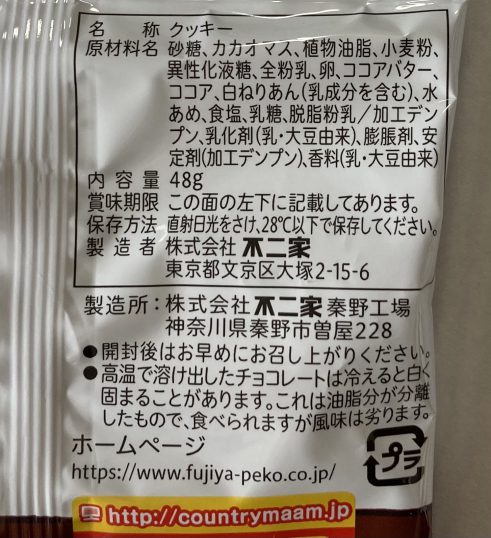 名称 クッキー
原材料名 砂糖、カカオマス、植物油脂、小麦粉、
異性化液糖、全粉乳、卵、ココアバター、
ココア、白ねりあん(乳成分を含む)、水
あめ、食塩、乳糖、脱脂粉乳／加工デン
プン、乳化剤(乳・大豆由来)、膨脹剤、安
定剤(加工デンプン)、香料(乳・大豆由来)
内容量 48g
賞味期限 この面の左下に記載してあります。
保存方法 直射日光をさけ、28℃以下で保存してください。
製造者 株式会社 不二家
東京都文京区大塚2-15-6
製造所：株式会社 不二家 秦野工場
神奈川県秦野市曽屋228
●開封後はお早めにお召し上がりください。
●高温で溶け出したチョコレートは冷えると白く
固まることがあります。これは油脂分が分離
したもので、食べられますが風味は劣ります。
ホームページ
https://www.fujiya-peko.co.jp/
プラ
http://countrymaam.jp